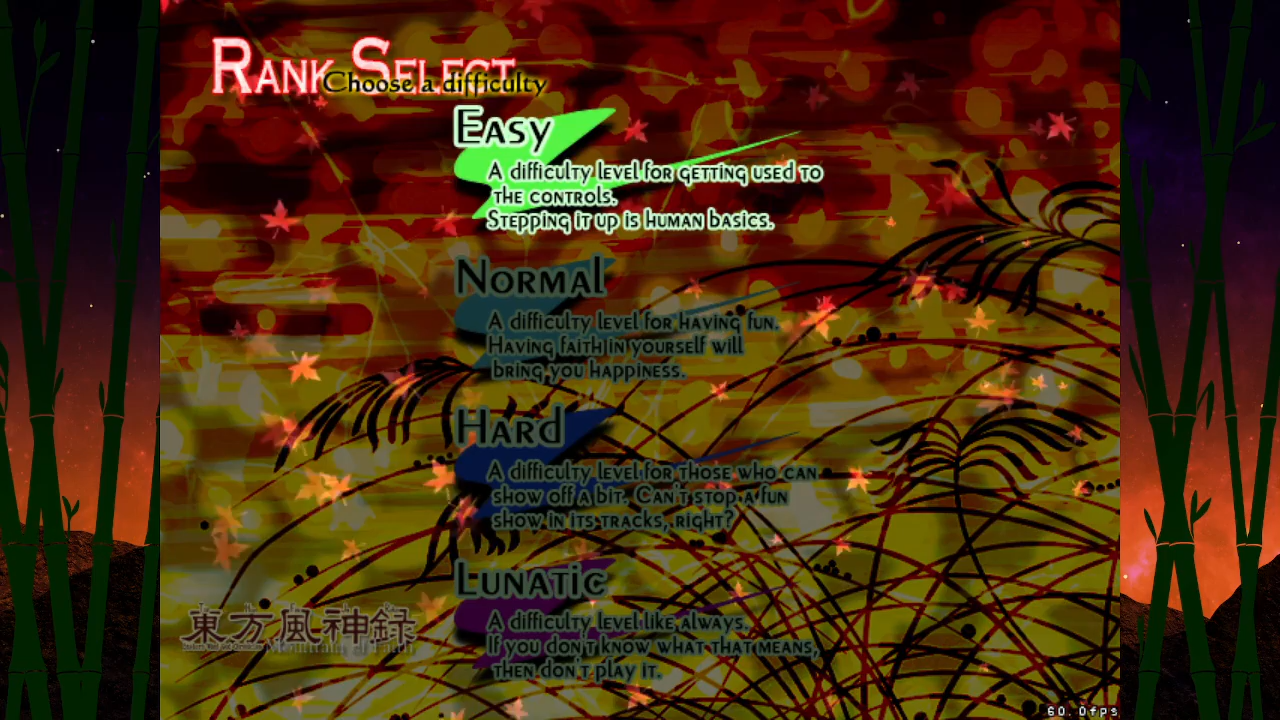 Rank Select
Choose a difficulty
Easy
A difficulty level for getting used to
the controls.
Stepping it up is human basics.
Normal
A difficulty level for having fun.
Having faith in yourself will
bring you happiness.
Hard
A difficulty level for those who can
show off a bit. Can't stop a fun
show in its tracks, right?
Lunatic
A difficulty level like always.
If you don't know what that means,
then don't play it.
東方風神録
Mountain of Faith
60.0fps